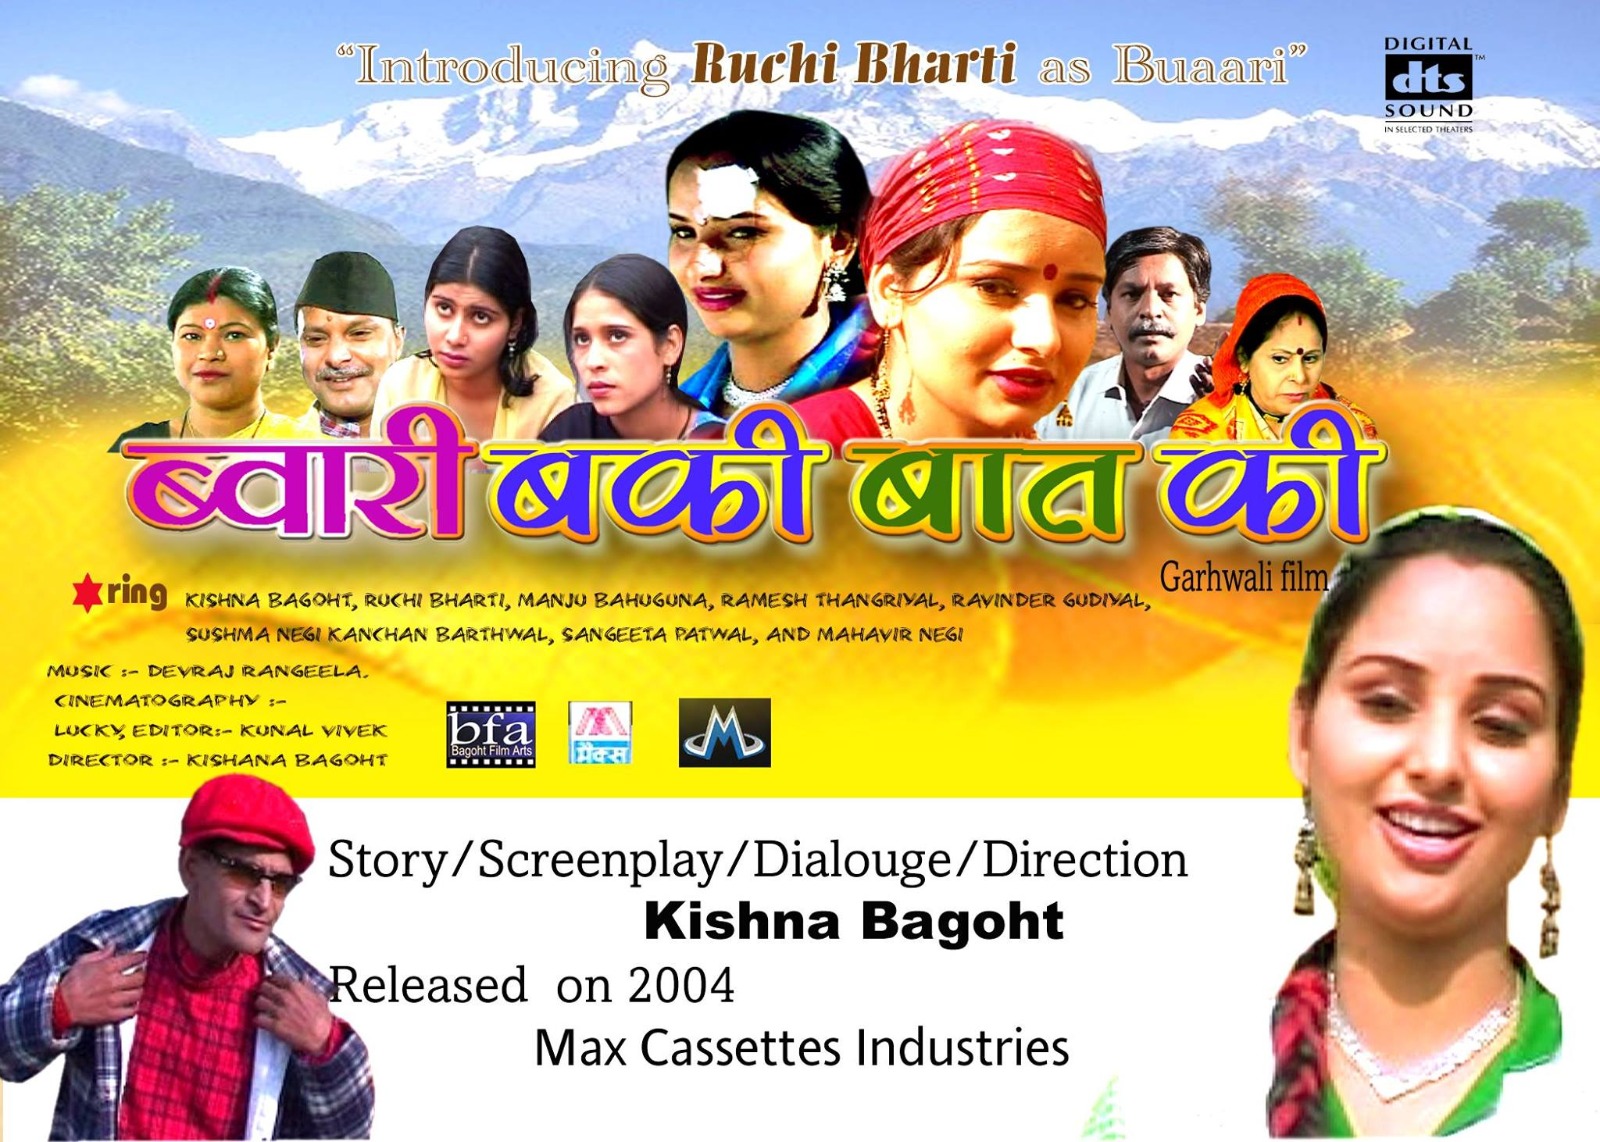 “Introducing Ruchi Bharti as Buaari”
DIGITAL
dts
TM
SOUND
IN SELECTED THEATERS
ब्वारी बकी बात की
Garhwali film
ring
KISHNA BAGOHT, RUCHI BHARTI, MANJU BAHUGUNA, RAMESH THANGRIYAL, RAVINDER GUDIYAL,
SUSHMA NEGI KANCHAN BARTHWAL, SANGEETA PATWAL, AND MAHAVIR NEGI
MUSIC :- DEVRAJ RANGEELA.
CINEMATOGRAPHY :-
LUCKY, EDITOR:- KUNAL VIVEK
DIRECTOR :- KISHANA BAGOHT
bfa
Bagoht Film Arts
M
मैक्स
M
Story/Screenplay/Dialouge/Direction
Kishna Bagoht
Released on 2004
Max Cassettes Industries